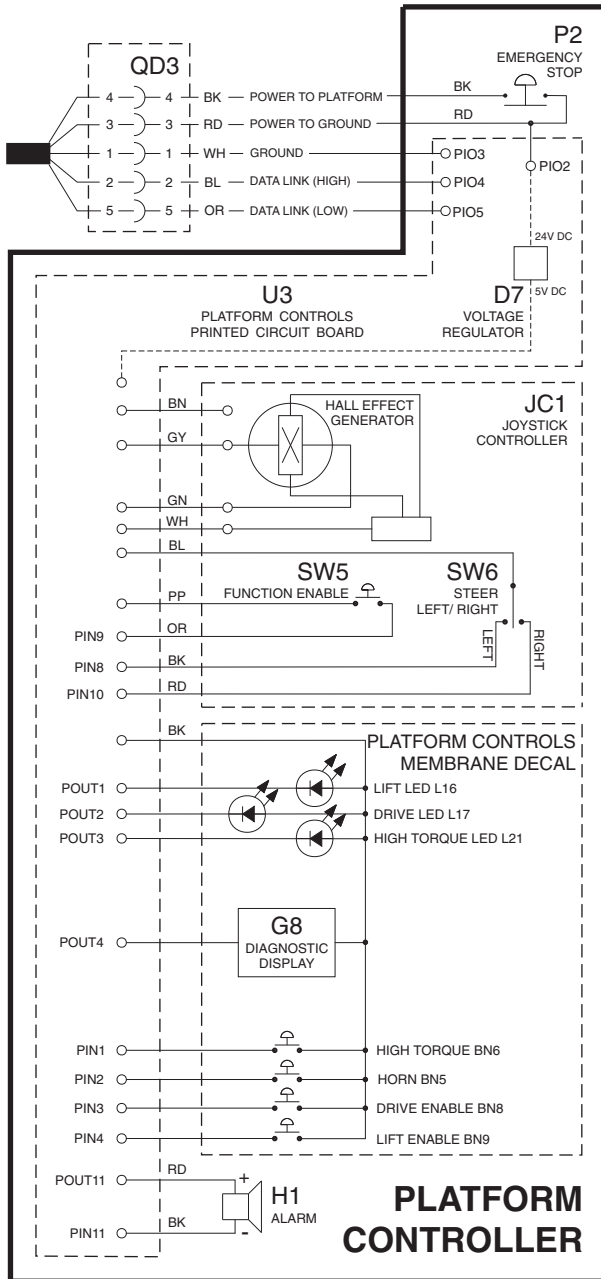 P2
EMERGENCY
STOP
QD3
4 4 BK POWER TO PLATFORM BK
3 3 RD POWER TO GROUND RD
1 1 WH GROUND PIO3
PIO2
2 2 BL DATA LINK (HIGH) PIO4
5 5 OR DATA LINK (LOW) PIO5
24V DC
5V DC
U3
PLATFORM CONTROLS
PRINTED CIRCUIT BOARD
D7
VOLTAGE
REGULATOR
BN
HALL EFFECT
GENERATOR
JC1
JOYSTICK
CONTROLLER
GY
GN
WH
BL
SW5
FUNCTION ENABLE
SW6
STEER
LEFT/ RIGHT
PP
PIN9 OR
LEFT
RIGHT
PIN8 BK
PIN10 RD
BK
PLATFORM CONTROLS
MEMBRANE DECAL
POUT1 LIFT LED L16
POUT2 DRIVE LED L17
POUT3 HIGH TORQUE LED L21
POUT4
G8
DIAGNOSTIC
DISPLAY
PIN1 HIGH TORQUE BN6
PIN2 HORN BN5
PIN3 DRIVE ENABLE BN8
PIN4 LIFT ENABLE BN9
POUT11 RD
+
H1
ALARM
PIN11 BK
-
PLATFORM
CONTROLLER